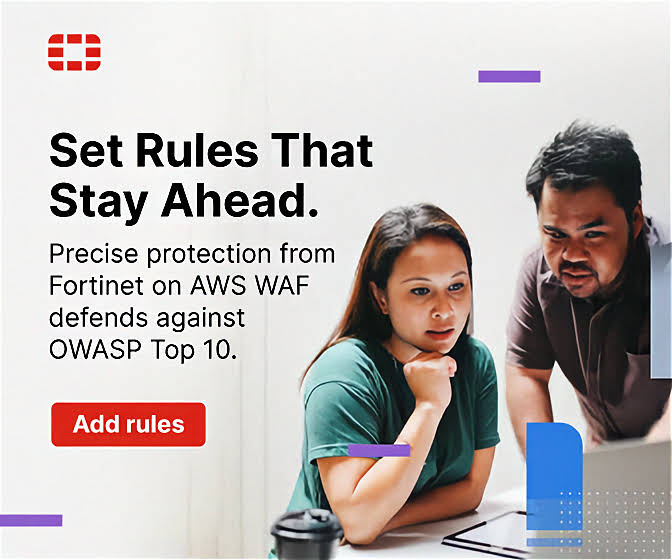 Set Rules That
Stay Ahead.
Precise protection from
Fortinet on AWS WAF
defends against
OWASP Top 10.
Add rules